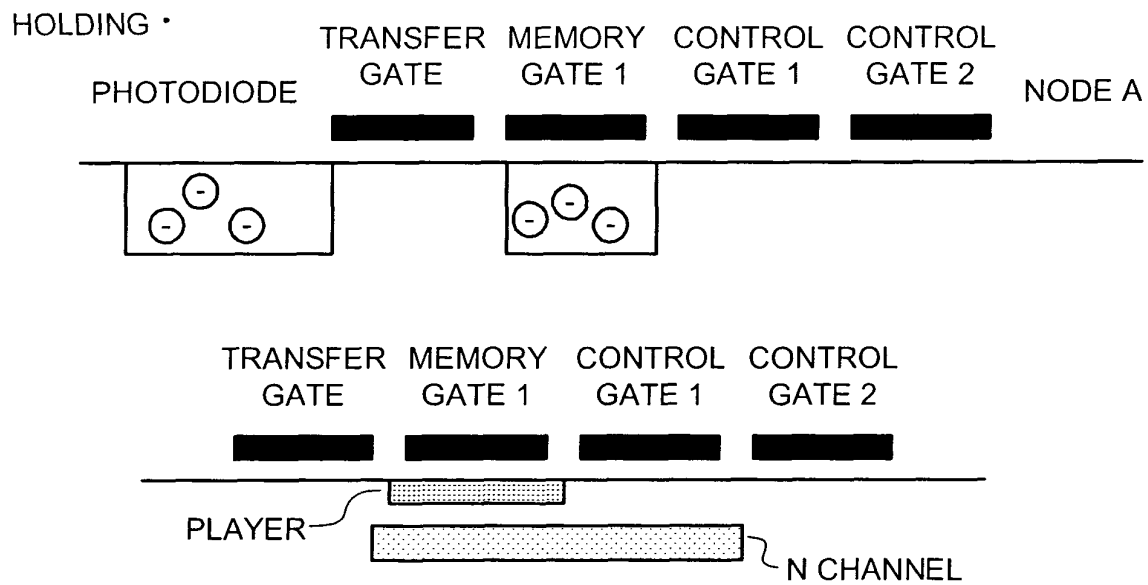 HOLDING •
TRANSFER GATE
MEMORY GATE 1
CONTROL GATE 1
CONTROL GATE 2
PHOTODIODE
NODE A
- - -
- - -
TRANSFER GATE
MEMORY GATE 1
CONTROL GATE 1
CONTROL GATE 2
PLAYER
N CHANNEL